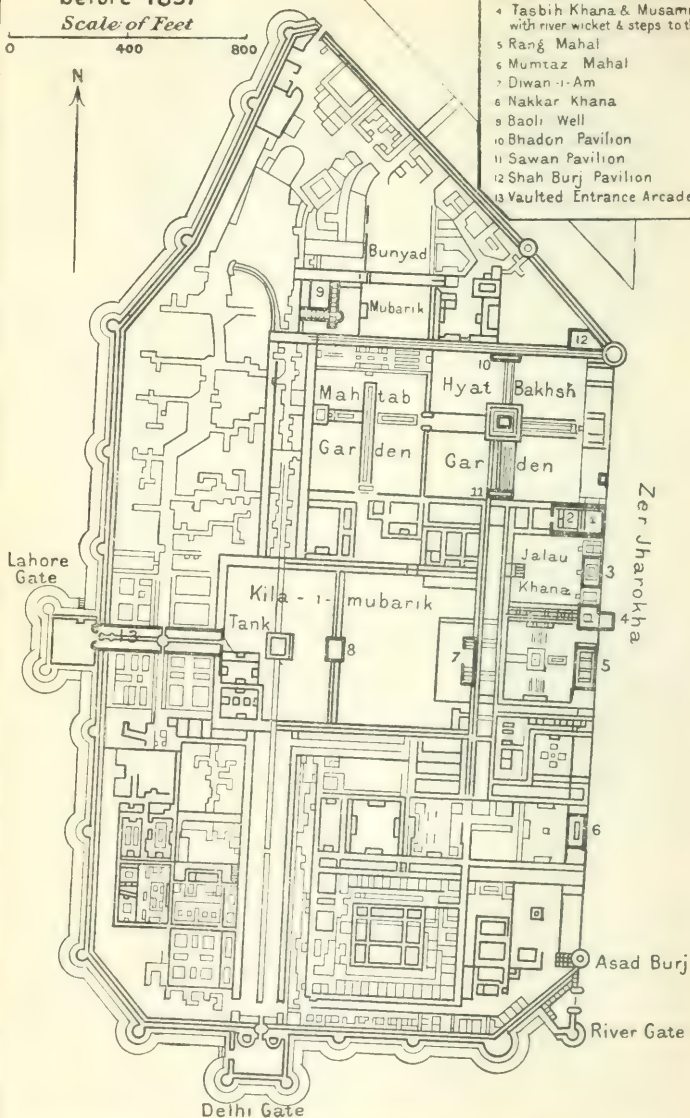 before 1857
Scale of Feet
0 400 800
N
4 Tasbih Khana &
with river wicket & steps to
5 Rang Mahal
6 Mumtaz Mahal
7 Diwan-i-Am
8 Nakkar Khana
9 Baoli Well
10 Bhadon Pavilion
11 Sawan Pavilion
12 Shah Burj Pavilion
13 Vaulted Entrance Arcade
Bunyad
9
Mubarik
12
10
Mahtab
Hyat Bakhsh
Garden
Garden
11
2
1
Zer Jharokha
Jalau
Khana
3
Lahore
Gate
Kila-i-mubarik
4
Tank
13
8
7
5
6
Asad Burj
River Gate
Delhi Gate